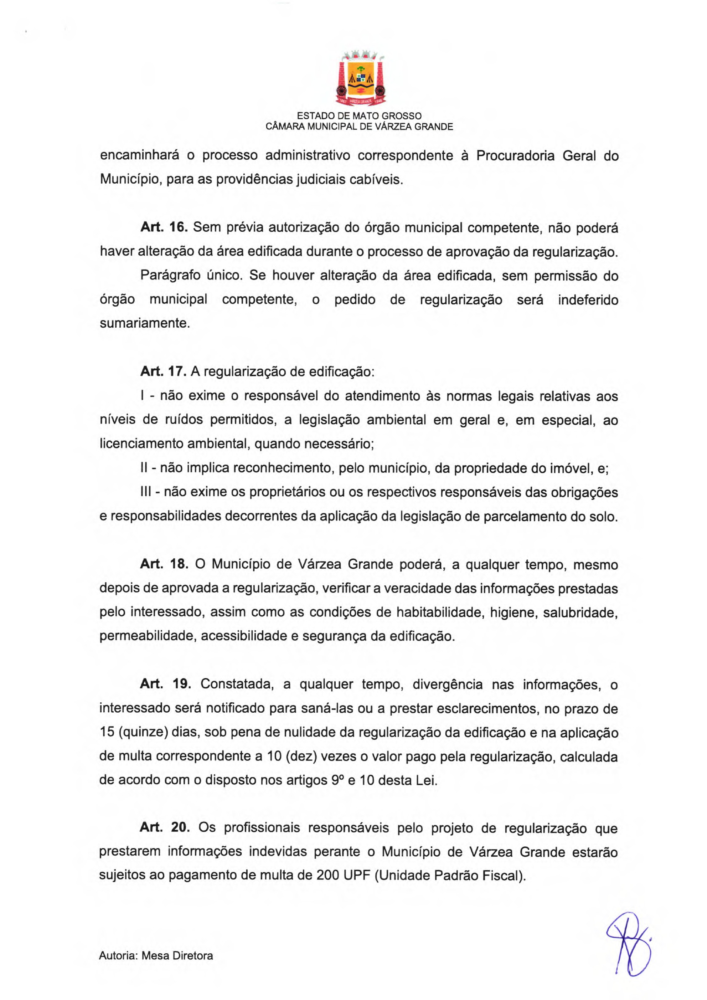 1867 VÁRZEA GRANDE 1948
ESTADO DE MATO GROSSO
CÂMARA MUNICIPAL DE VÁRZEA GRANDE
encaminhará o processo administrativo correspondente à Procuradoria Geral do
Município, para as providências judiciais cabíveis.
Art. 16. Sem prévia autorização do órgão municipal competente, não poderá
haver alteração da área edificada durante o processo de aprovação da regularização.
Parágrafo único. Se houver alteração da área edificada, sem permissão do
órgão municipal competente, o pedido de regularização será indeferido
sumariamente.
Art. 17. A regularização de edificação:
I - não exime o responsável do atendimento às normas legais relativas aos
níveis de ruídos permitidos, a legislação ambiental em geral e, em especial, ao
licenciamento ambiental, quando necessário;
II - não implica reconhecimento, pelo município, da propriedade do imóvel, e;
III - não exime os proprietários ou os respectivos responsáveis das obrigações
e responsabilidades decorrentes da aplicação da legislação de parcelamento do solo.
Art. 18. O Município de Várzea Grande poderá, a qualquer tempo, mesmo
depois de aprovada a regularização, verificar a veracidade das informações prestadas
pelo interessado, assim como as condições de habitabilidade, higiene, salubridade,
permeabilidade, acessibilidade e segurança da edificação.
Art. 19. Constatada, a qualquer tempo, divergência nas informações, o
interessado será notificado para saná-las ou a prestar esclarecimentos, no prazo de
15 (quinze) dias, sob pena de nulidade da regularização da edificação e na aplicação
de multa correspondente a 10 (dez) vezes o valor pago pela regularização, calculada
de acordo com o disposto nos artigos 9º e 10 desta Lei.
Art. 20. Os profissionais responsáveis pelo projeto de regularização que
prestarem informações indevidas perante o Município de Várzea Grande estarão
sujeitos ao pagamento de multa de 200 UPF (Unidade Padrão Fiscal).
Autoria: Mesa Diretora